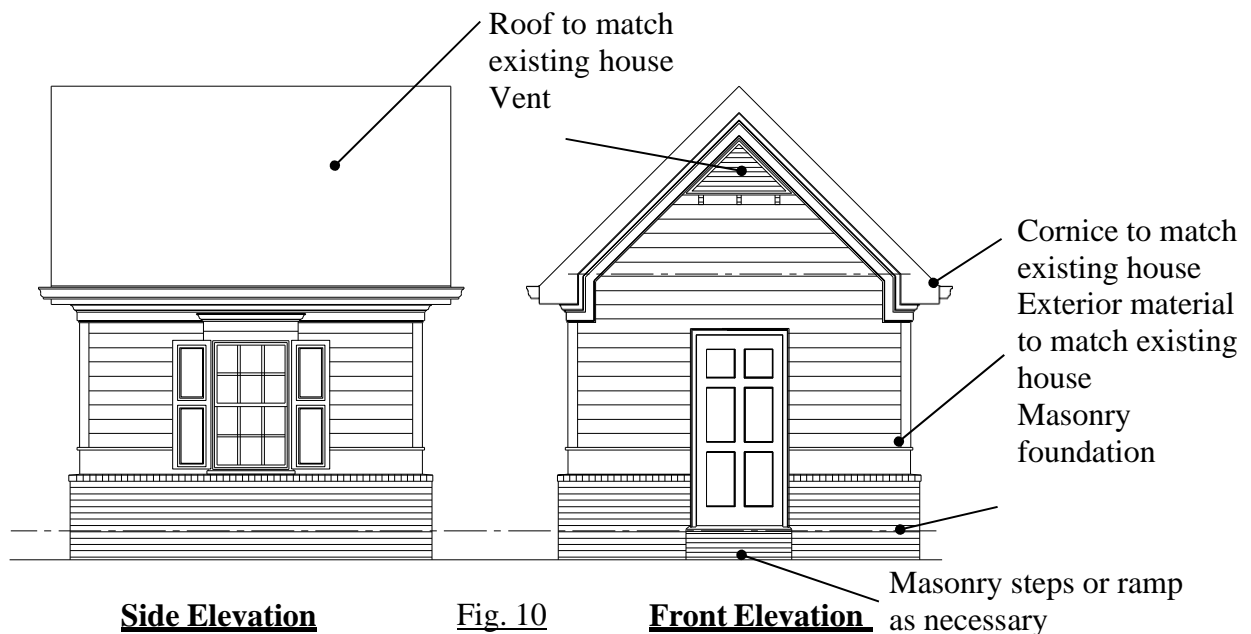 Roof to match
existing house
Vent
Cornice to match
existing house
Exterior material
to match existing
house
Masonry
foundation
Masonry steps or ramp
as necessary
Side Elevation
Fig. 10
Front Elevation